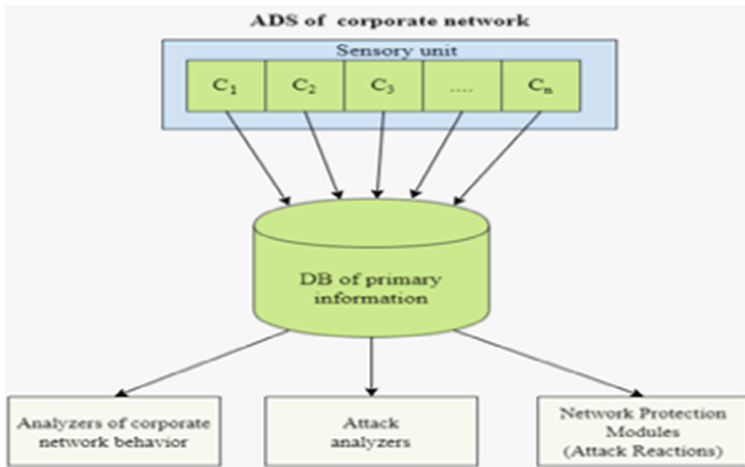 ADS of corporate network
Sensory unit
C1 C2 C3 .... Cn
DB of primary
information
Analyzers of corporate
network behavior
Attack
analyzers
Network Protection
Modules
(Attack Reactions)